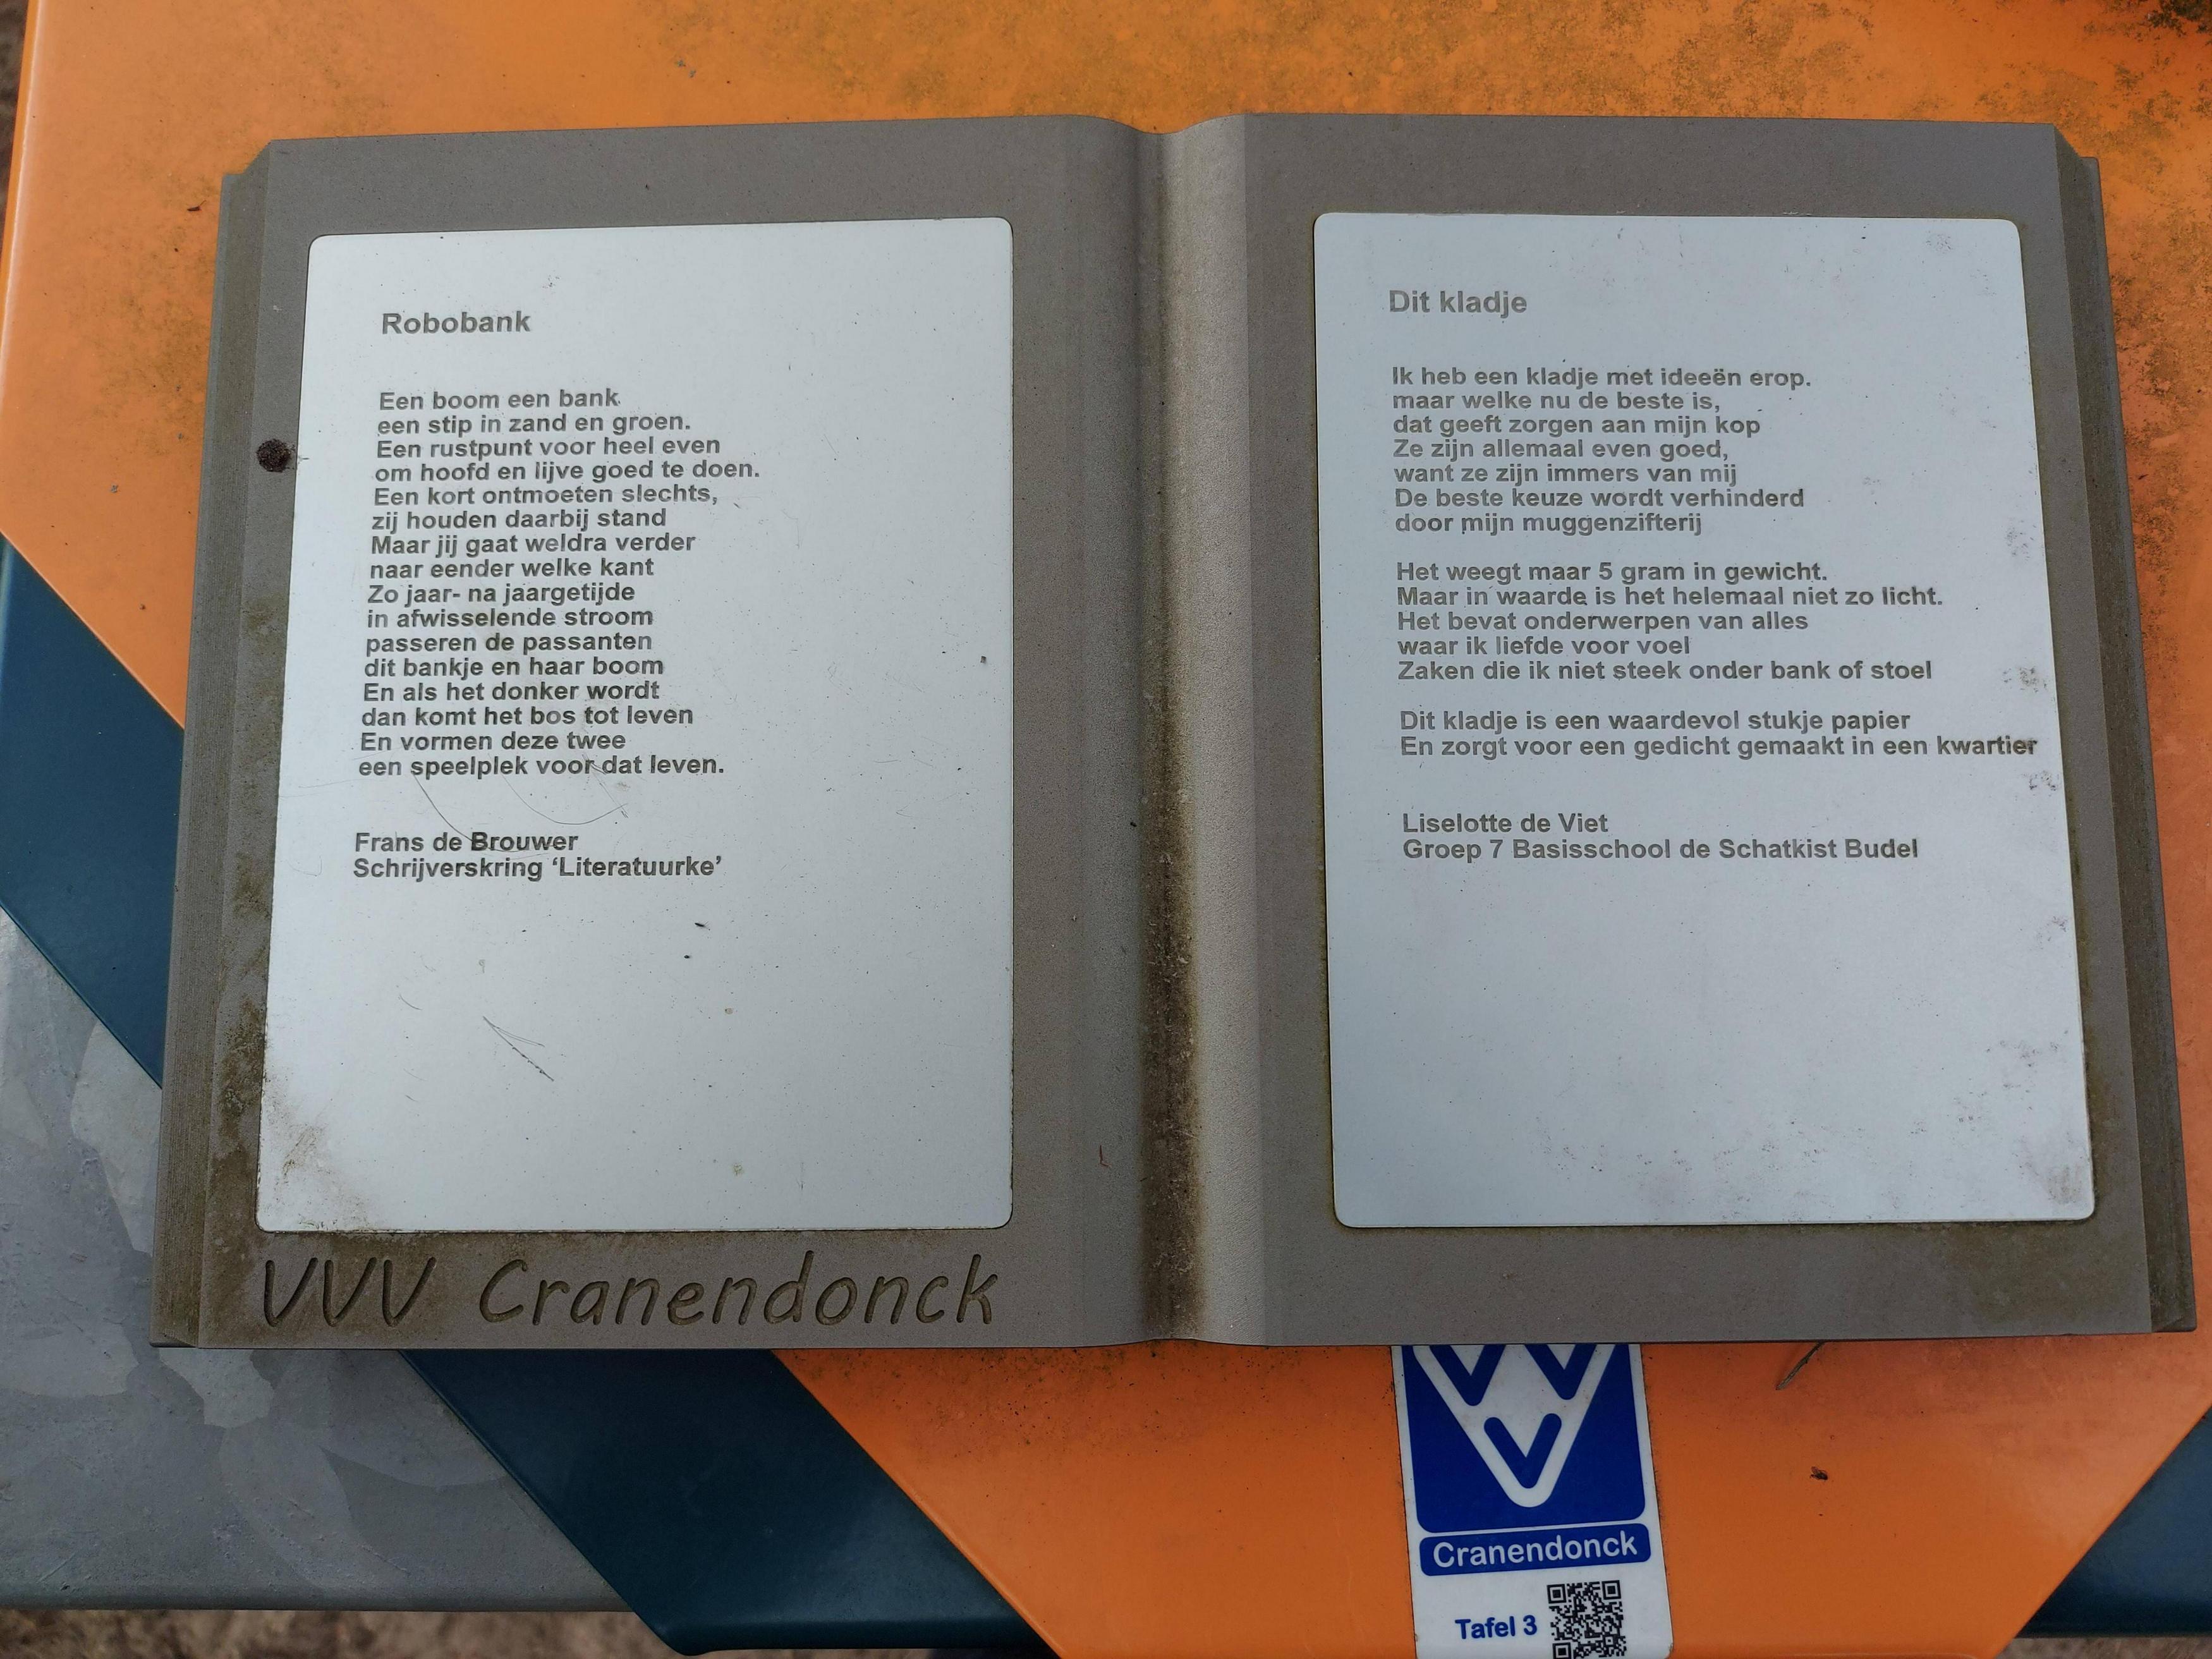 Robobank
Een boom een bank
een stip in zand en groen.
Een rustpunt voor heel even
om hoofd en lijve goed te doen.
Een kort ontmoeten slechts,
zij houden daarbij stand
Maar jij gaat weldra verder
naar eender welke kant
Zo jaar- na jaargetijde
in afwisselende stroom
passeren de passanten
dit bankje en haar boom
En als het donker wordt
dan komt het bos tot leven
En vormen deze twee
een speelplek voor dat leven.
Frans de Brouwer
Schrijverskring ‘Literatuurke’
Dit kladje
Ik heb een kladje met ideeën erop.
maar welke nu de beste is,
dat geeft zorgen aan mijn kop
Ze zijn allemaal even goed,
want ze zijn immers van mij
De beste keuze wordt verhinderd
door mijn muggenzifterij
Het weegt maar 5 gram in gewicht.
Maar in waarde is het helemaal niet zo licht.
Het bevat onderwerpen van alles
waar ik liefde voor voel
Zaken die ik niet steek onder bank of stoel
Dit kladje is een waardevol stukje papier
En zorgt voor een gedicht gemaakt in een kwartier
Liselotte de Viet
Groep 7 Basisschool de Schatkist Budel
VVV Cranendonck
VVV
Cranendonck
Tafel 3